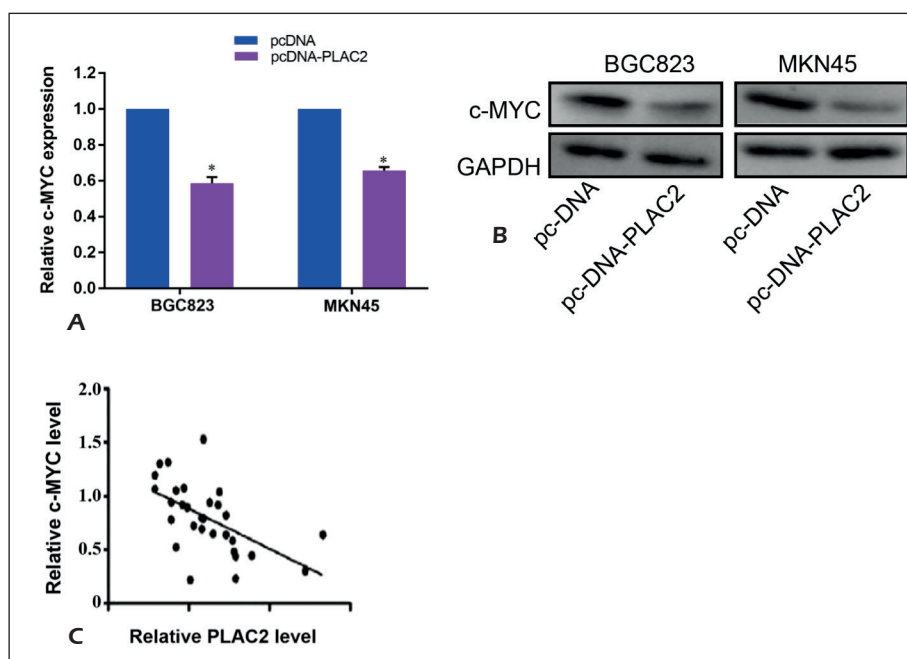 pcDNA
pcDNA-PLAC2
Relative c-MYC expression
1.2
1.0
0.8
0.6
0.4
0.2
0.0
*
*
BGC823
MKN45
A
BGC823
MKN45
c-MYC
GAPDH
pc-DNA
pc-DNA-PLAC2
pc-DNA
pc-DNA-PLAC2
B
Relative c-MYC level
2.0
1.5
1.0
0.5
0
Relative PLAC2 level
C